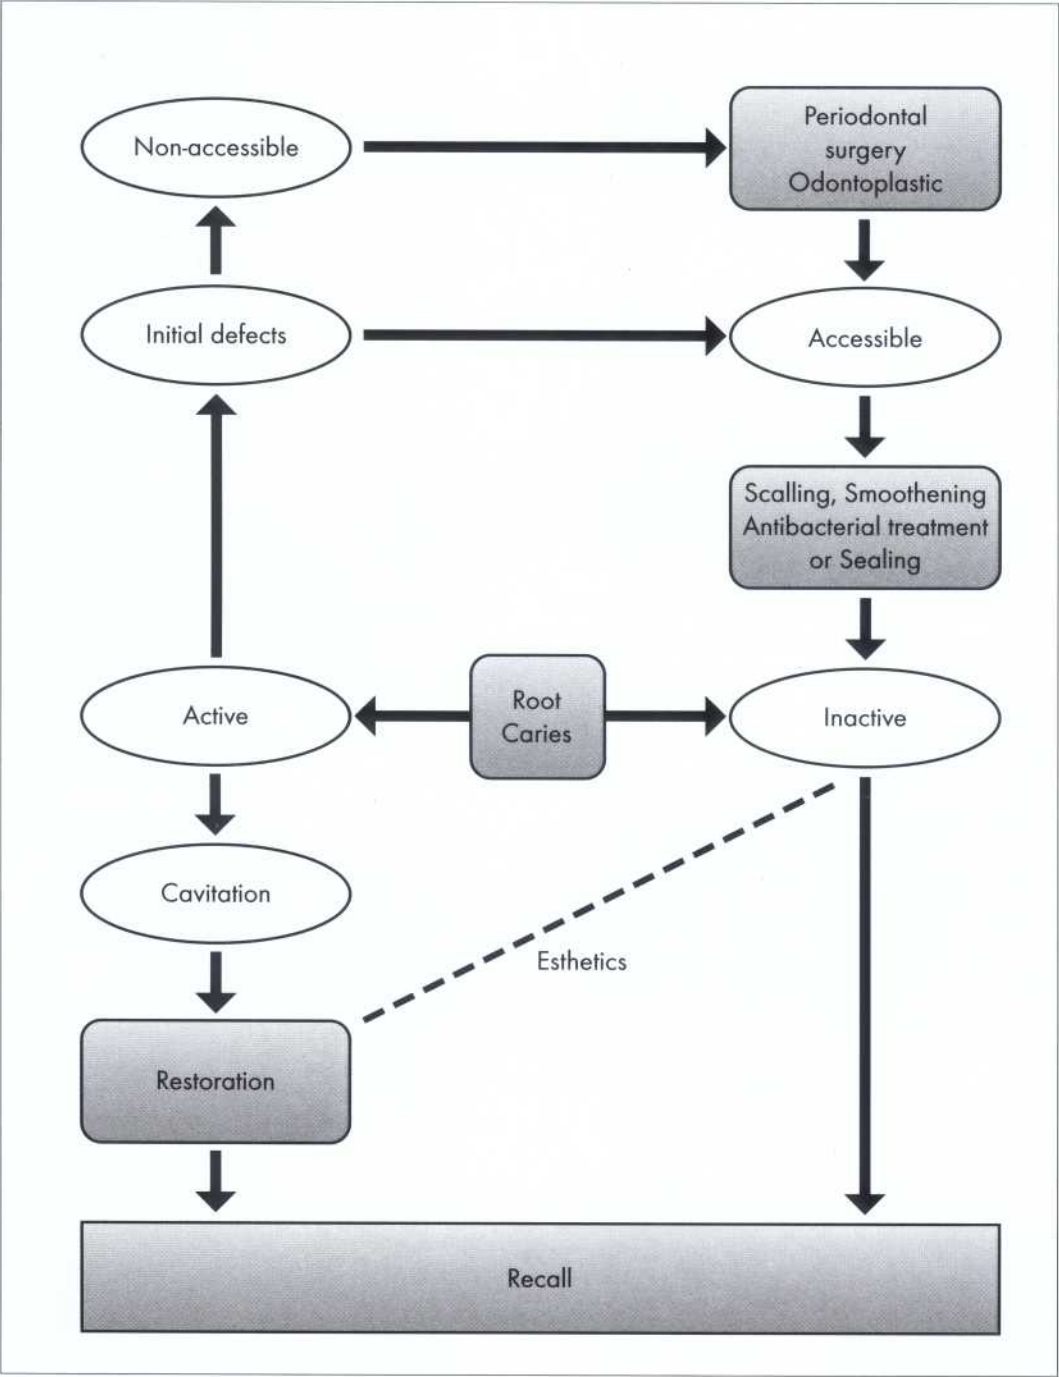 Non-accessible
Periodontal
surgery
Odontoplastic
Initial defects
Accessible
Scalling, Smoothening
Antibacterial treatment
or Sealing
Active
Root
Caries
Inactive
Cavitation
Esthetics
Restoration
Recall